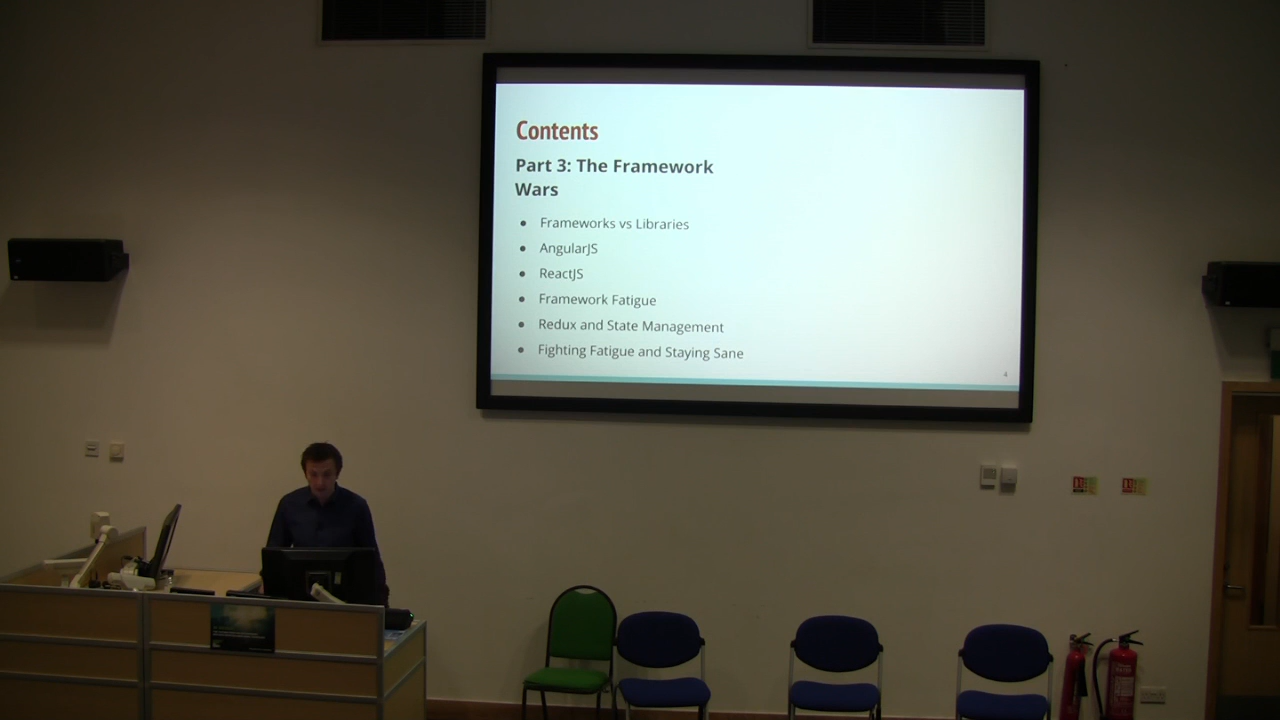 Contents
Part 3: The Framework
Wars
Frameworks vs Libraries
AngularJS
ReactJS
Framework Fatigue
Redux and State Management
Fighting Fatigue and Staying Sane
4